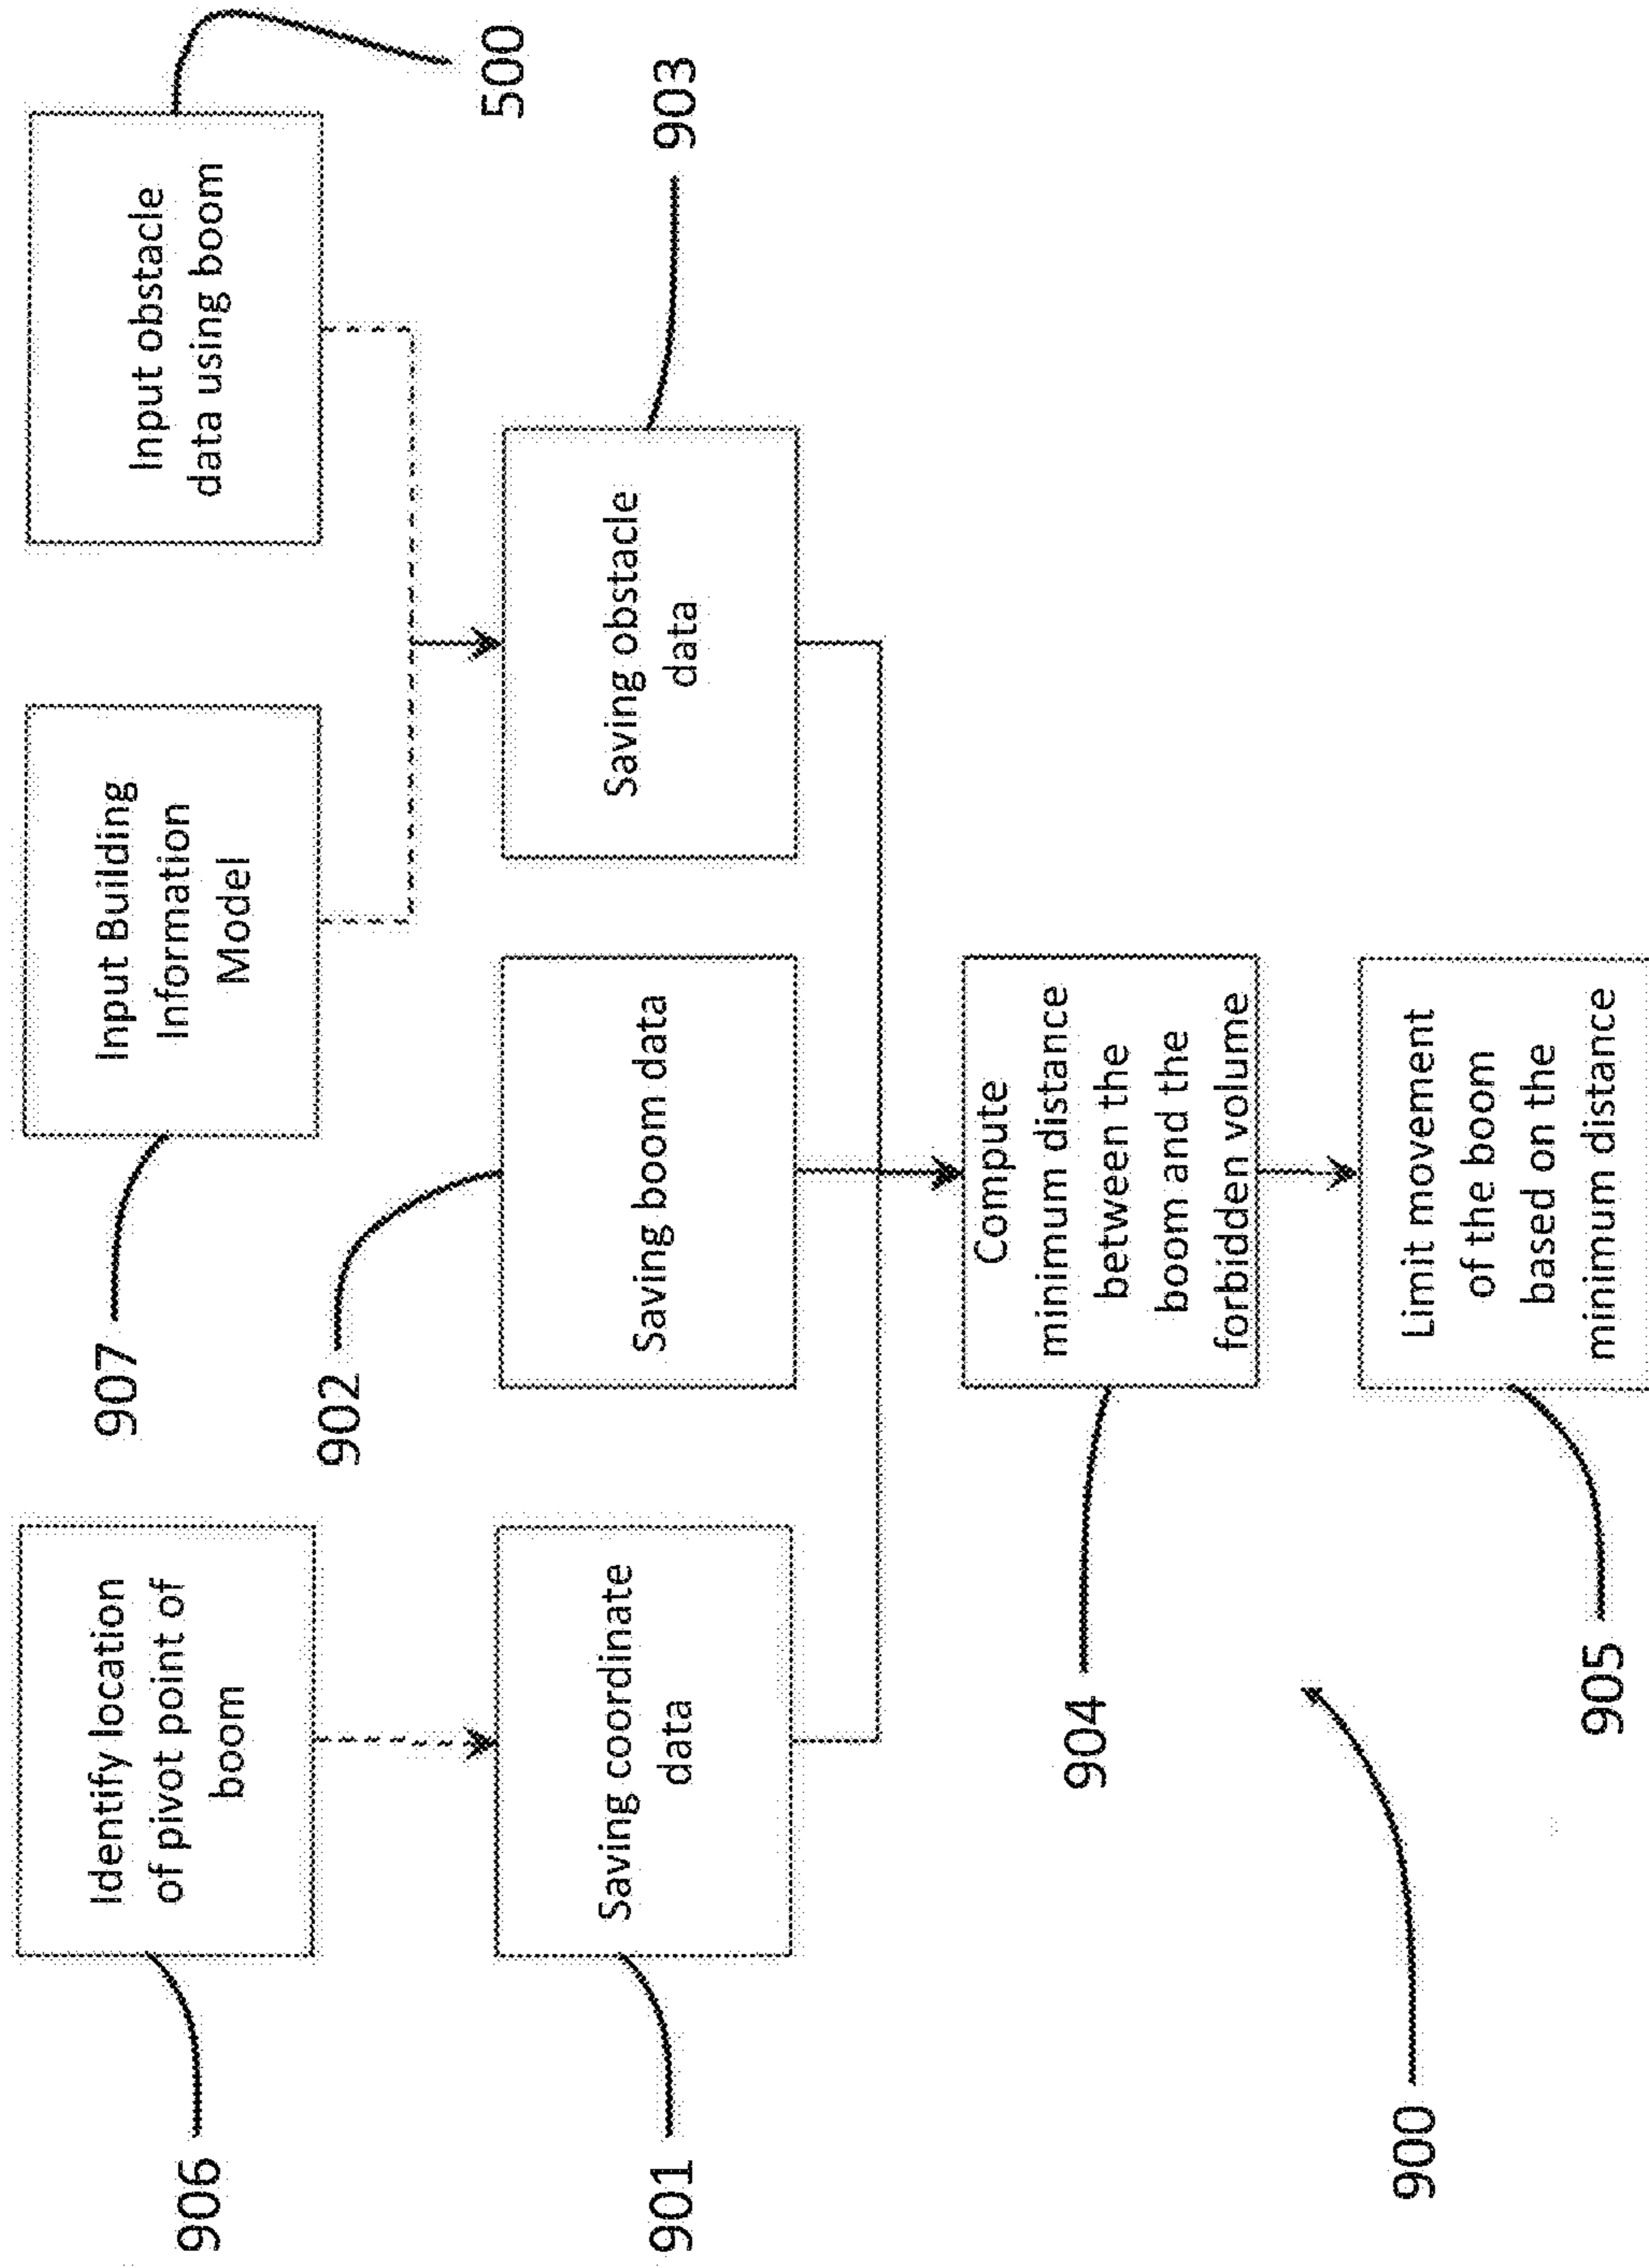 906
Identify location
of pivot point of
boom
907
Input Building
Information
Model
Input obstacle
data using boom
500
901
Saving coordinate
data
902
Saving boom data
Saving obstacle
data
903
904
Compute
minimum distance
between the
boom and the
forbidden volume
900
905
Limit movement
of the boom
based on the
minimum distance